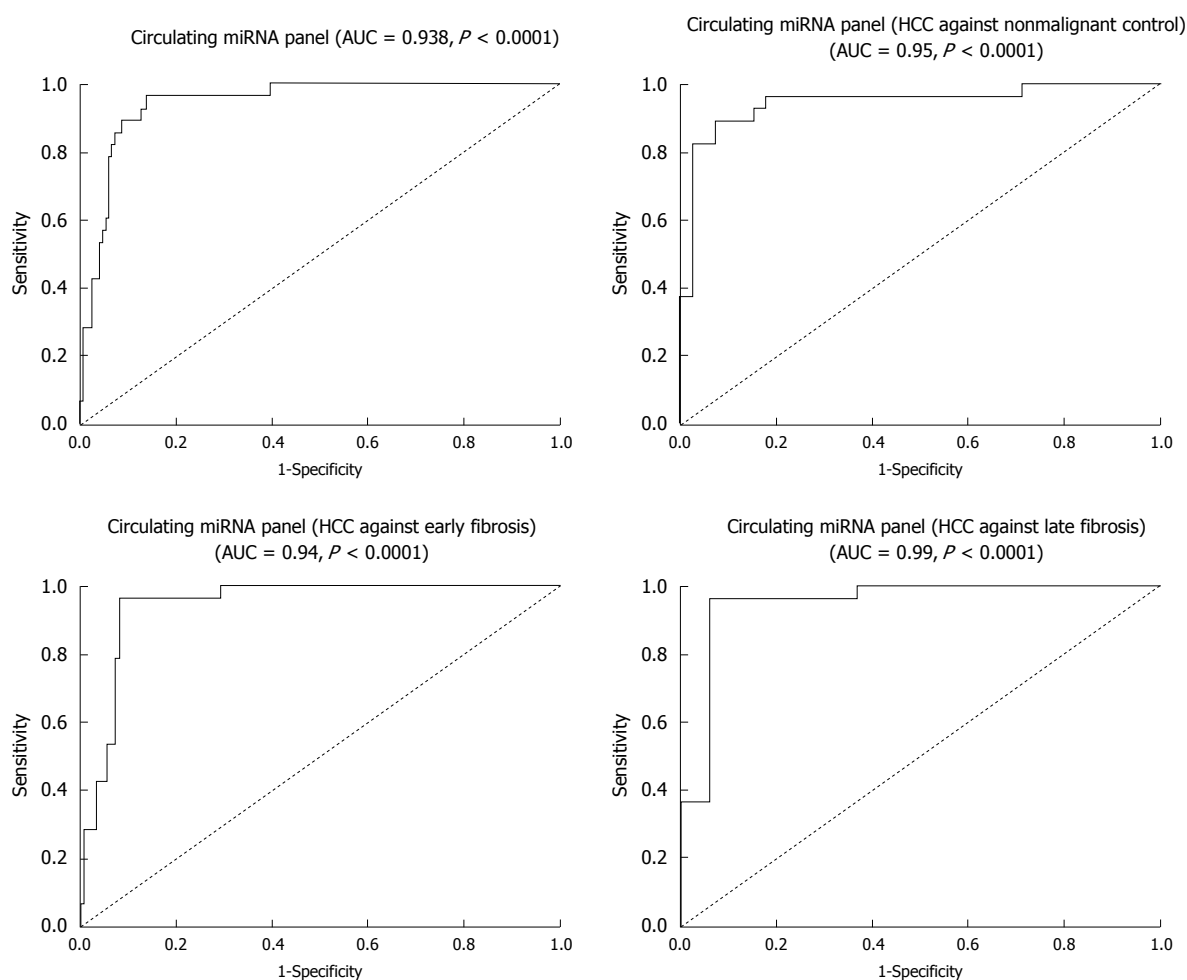 Circulating miRNA panel (AUC = 0.938, P < 0.0001)
1.0
0.8
0.6
0.4
0.2
0.0
Sensitivity
0.0 0.2 0.4 0.6 0.8 1.0
1-Specificity
Circulating miRNA panel (HCC against nonmalignant control)
(AUC = 0.95, P < 0.0001)
1.0
0.8
0.6
0.4
0.2
0.0
Sensitivity
0.0 0.2 0.4 0.6 0.8 1.0
1-Specificity
Circulating miRNA panel (HCC against early fibrosis)
(AUC = 0.94, P < 0.0001)
1.0
0.8
0.6
0.4
0.2
0.0
Sensitivity
0.0 0.2 0.4 0.6 0.8 1.0
1-Specificity
Circulating miRNA panel (HCC against late fibrosis)
(AUC = 0.99, P < 0.0001)
1.0
0.8
0.6
0.4
0.2
0.0
Sensitivity
0.0 0.2 0.4 0.6 0.8 1.0
1-Specificity